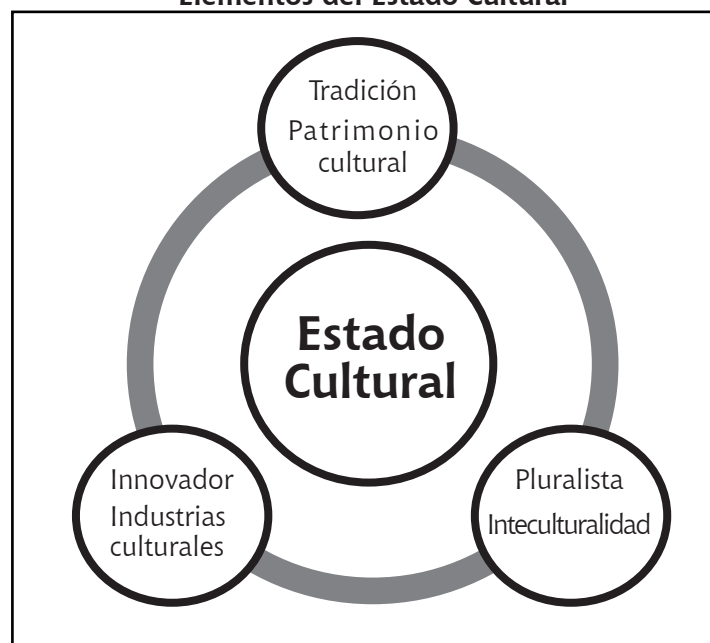 Elementos del Estado Cultural
Tradición
Patrimonio
cultural
Estado
Cultural
Innovador
Industrias
culturales
Pluralista
Inteculturalidad